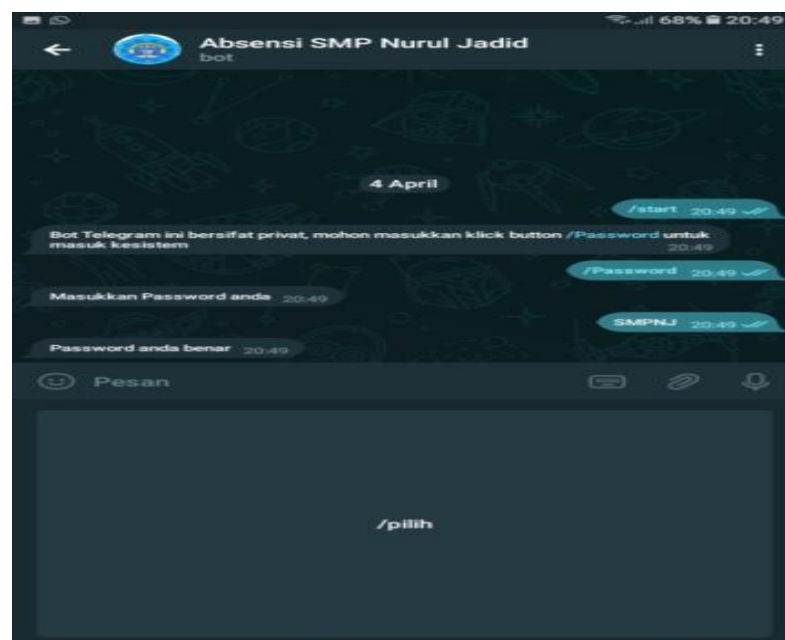 68% 20:49
Absensi SMP Nurul Jadid
bot
4 April
/start 20:49
Bot Telegram ini bersifat privat, mohon masukkan klick button /Password untuk
masuk kesistem 20:49
/Password 20:49
Masukkan Password anda 20:49
SMPNJ 20:49
Password anda benar 20:49
Pesan
/pilih